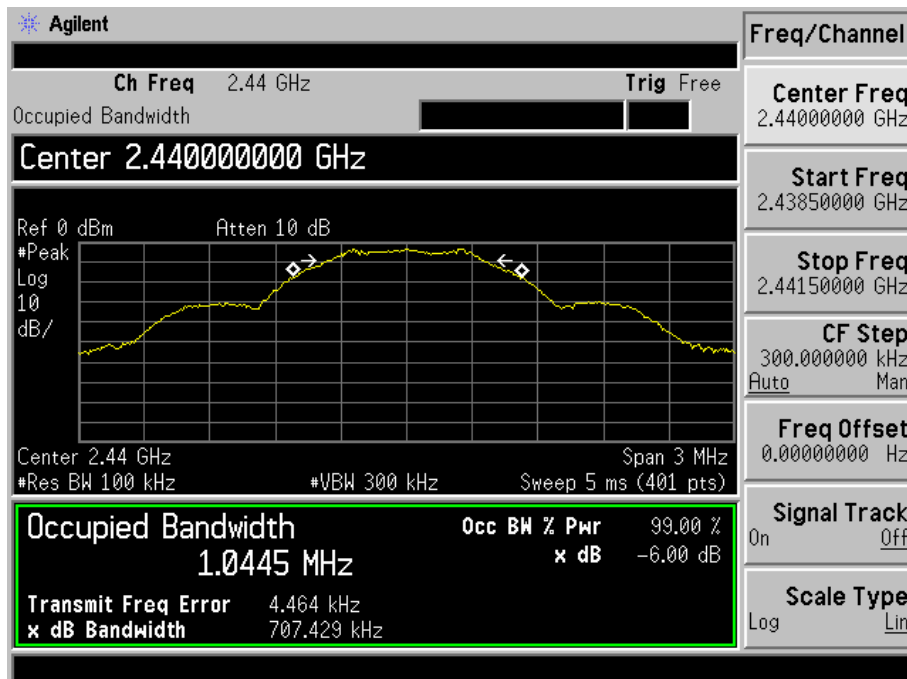 Agilent
Freq/Channel
Ch Freq 2.44 GHz Trig Free
Occupied Bandwidth
Center 2.440000000 GHz
Ref 0 dBm Atten 10 dB
#Peak
Log
10
dB/
Center 2.44 GHz Span 3 MHz
#Res BW 100 kHz #VBW 300 kHz Sweep 5 ms (401 pts)
Occupied Bandwidth
1.0445 MHz
Occ BW % Pwr 99.00 %
x dB -6.00 dB
Transmit Freq Error 4.464 kHz
x dB Bandwidth 707.429 kHz
Center Freq
2.44000000 GHz
Start Freq
2.43850000 GHz
Stop Freq
2.44150000 GHz
CF Step
300.000000 kHz
Auto Man
Freq Offset
0.00000000 Hz
Signal Track
On Off
Scale Type
Log Lin